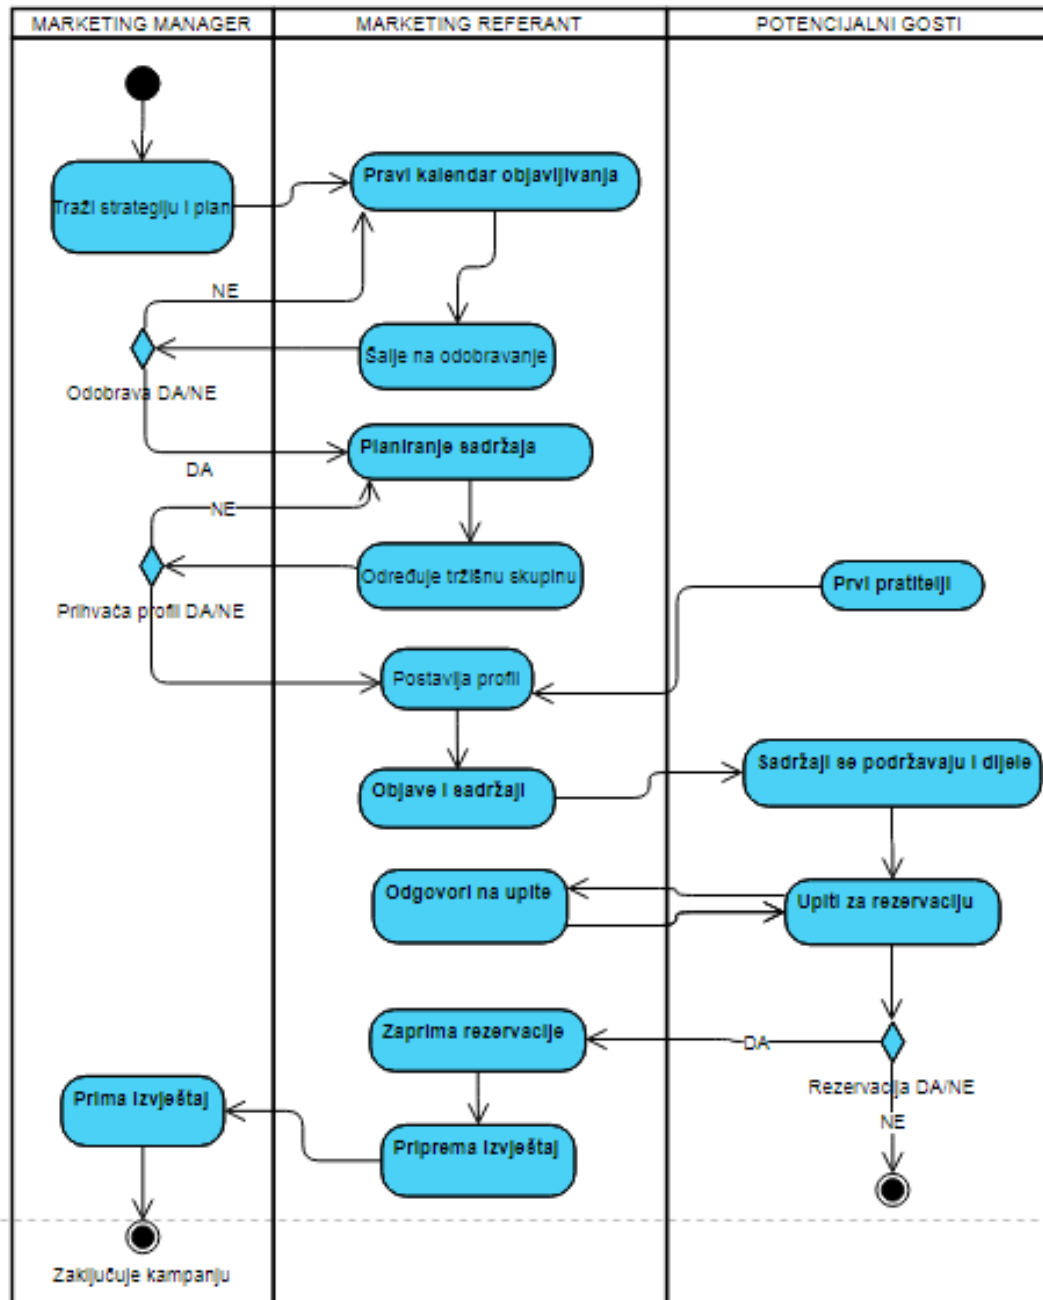 MARKETING MANAGER
MARKETING REFERANT
POTENCIJALNI GOSTI
Traži strategiju i plan
Pravi kalendar objavljivanja
NE
Šalje na odobravanje
Odobrava DA/NE
DA
Planiranje sadržaja
NE
Određuje tržišnu skupinu
Prihvaća profil DA/NE
Prvi pratitelji
Postavlja profil
Objave i sadržaji
Sadržaji se podržavaju i dijele
Odgovori na upite
Upiti za rezervaciju
Zaprima rezervacije
DA
Rezervacija DA/NE
NE
Prima izvještaj
Priprema izvještaj
Zaključuje kampanju